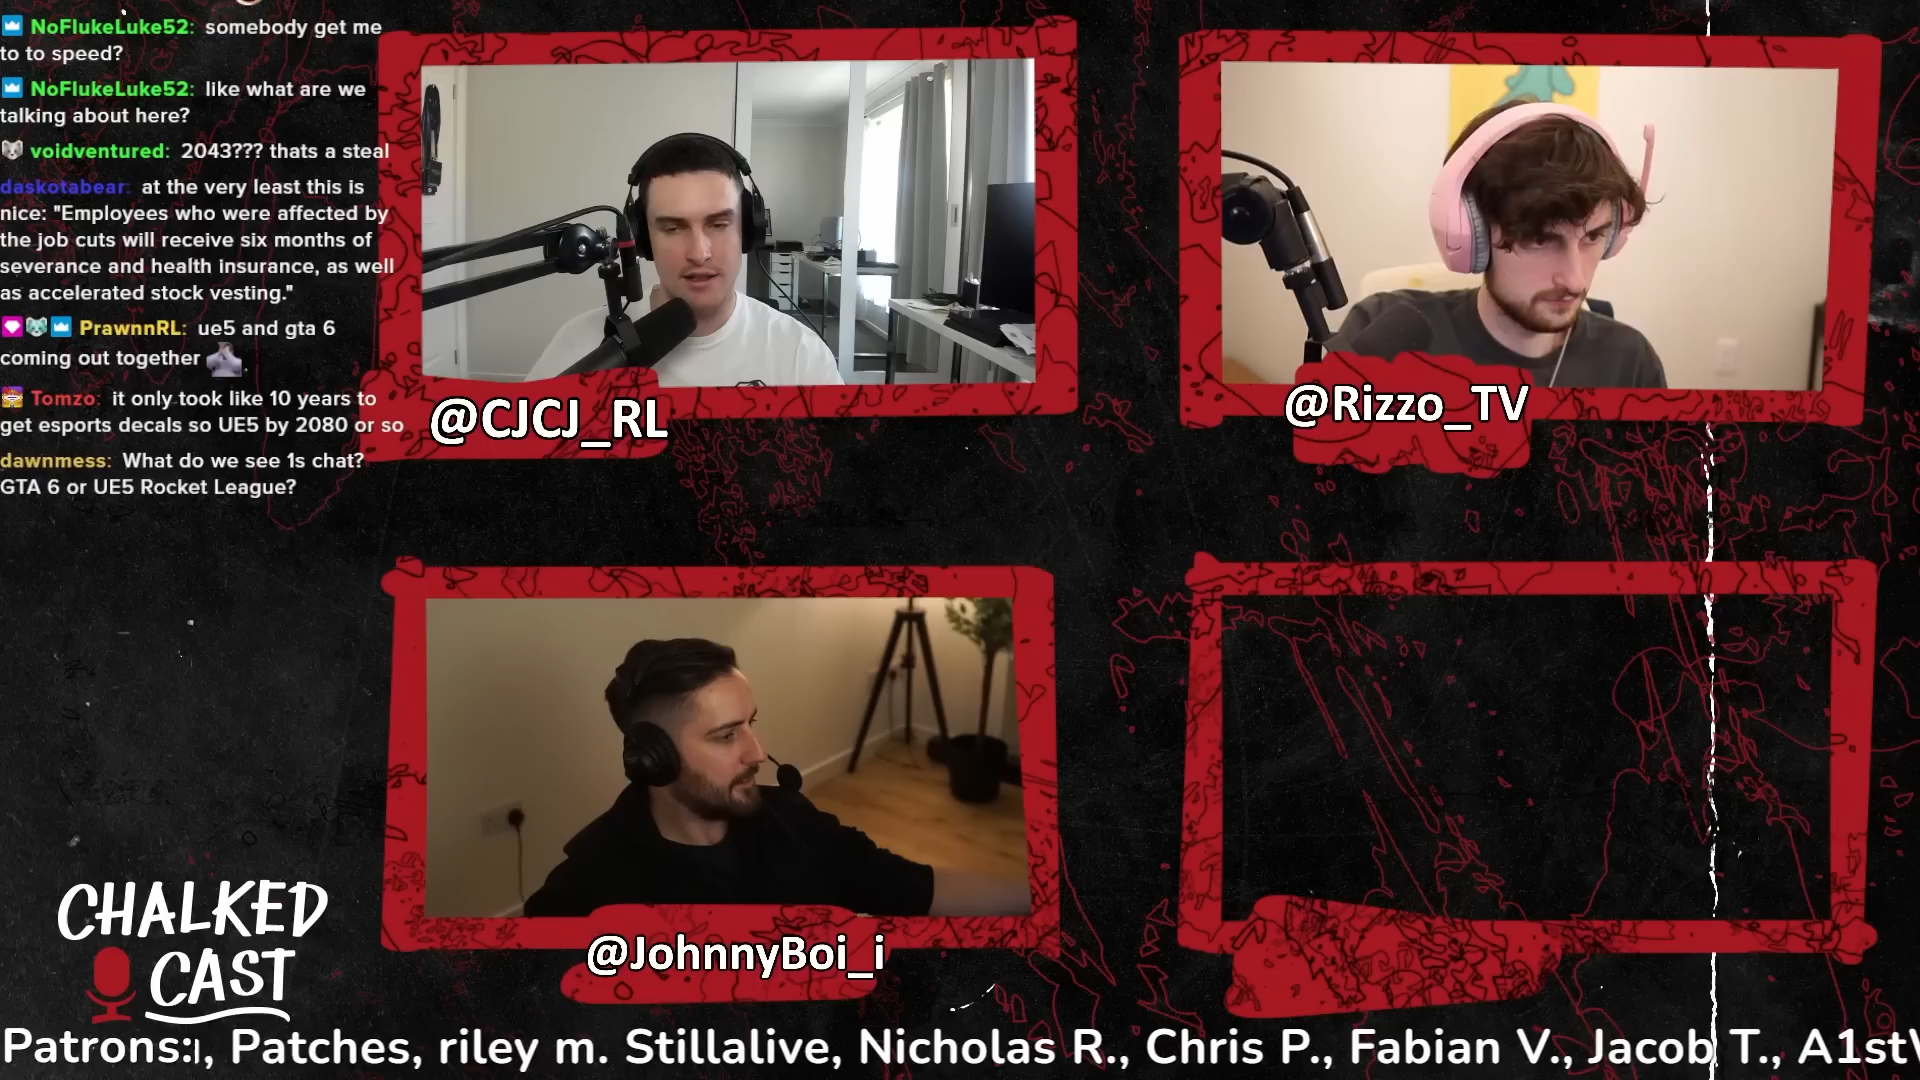 NoFlukeLuke52: somebody get me
to to speed?
NoFlukeLuke52: like what are we
talking about here?
voidventured: 2043??? thats a steal
daskotabear: at the very least this is
nice: "Employees who were affected by
the job cuts will receive six months of
severance and health insurance, as well
as accelerated stock vesting."
PrawnnRL: ue5 and gta 6
coming out together
Tomzo: it only took like 10 years to
get esports decals so UE5 by 2080 or so
dawnmess: What do we see 1s chat?
GTA 6 or UE5 Rocket League?
@CJCJ_RL
@Rizzo_TV
@JohnnyBoi_i
CHALKED
CAST
Patrons: Patches, riley m. Stillalive, Nicholas R., Chris P., Fabian V., Jacob T.,